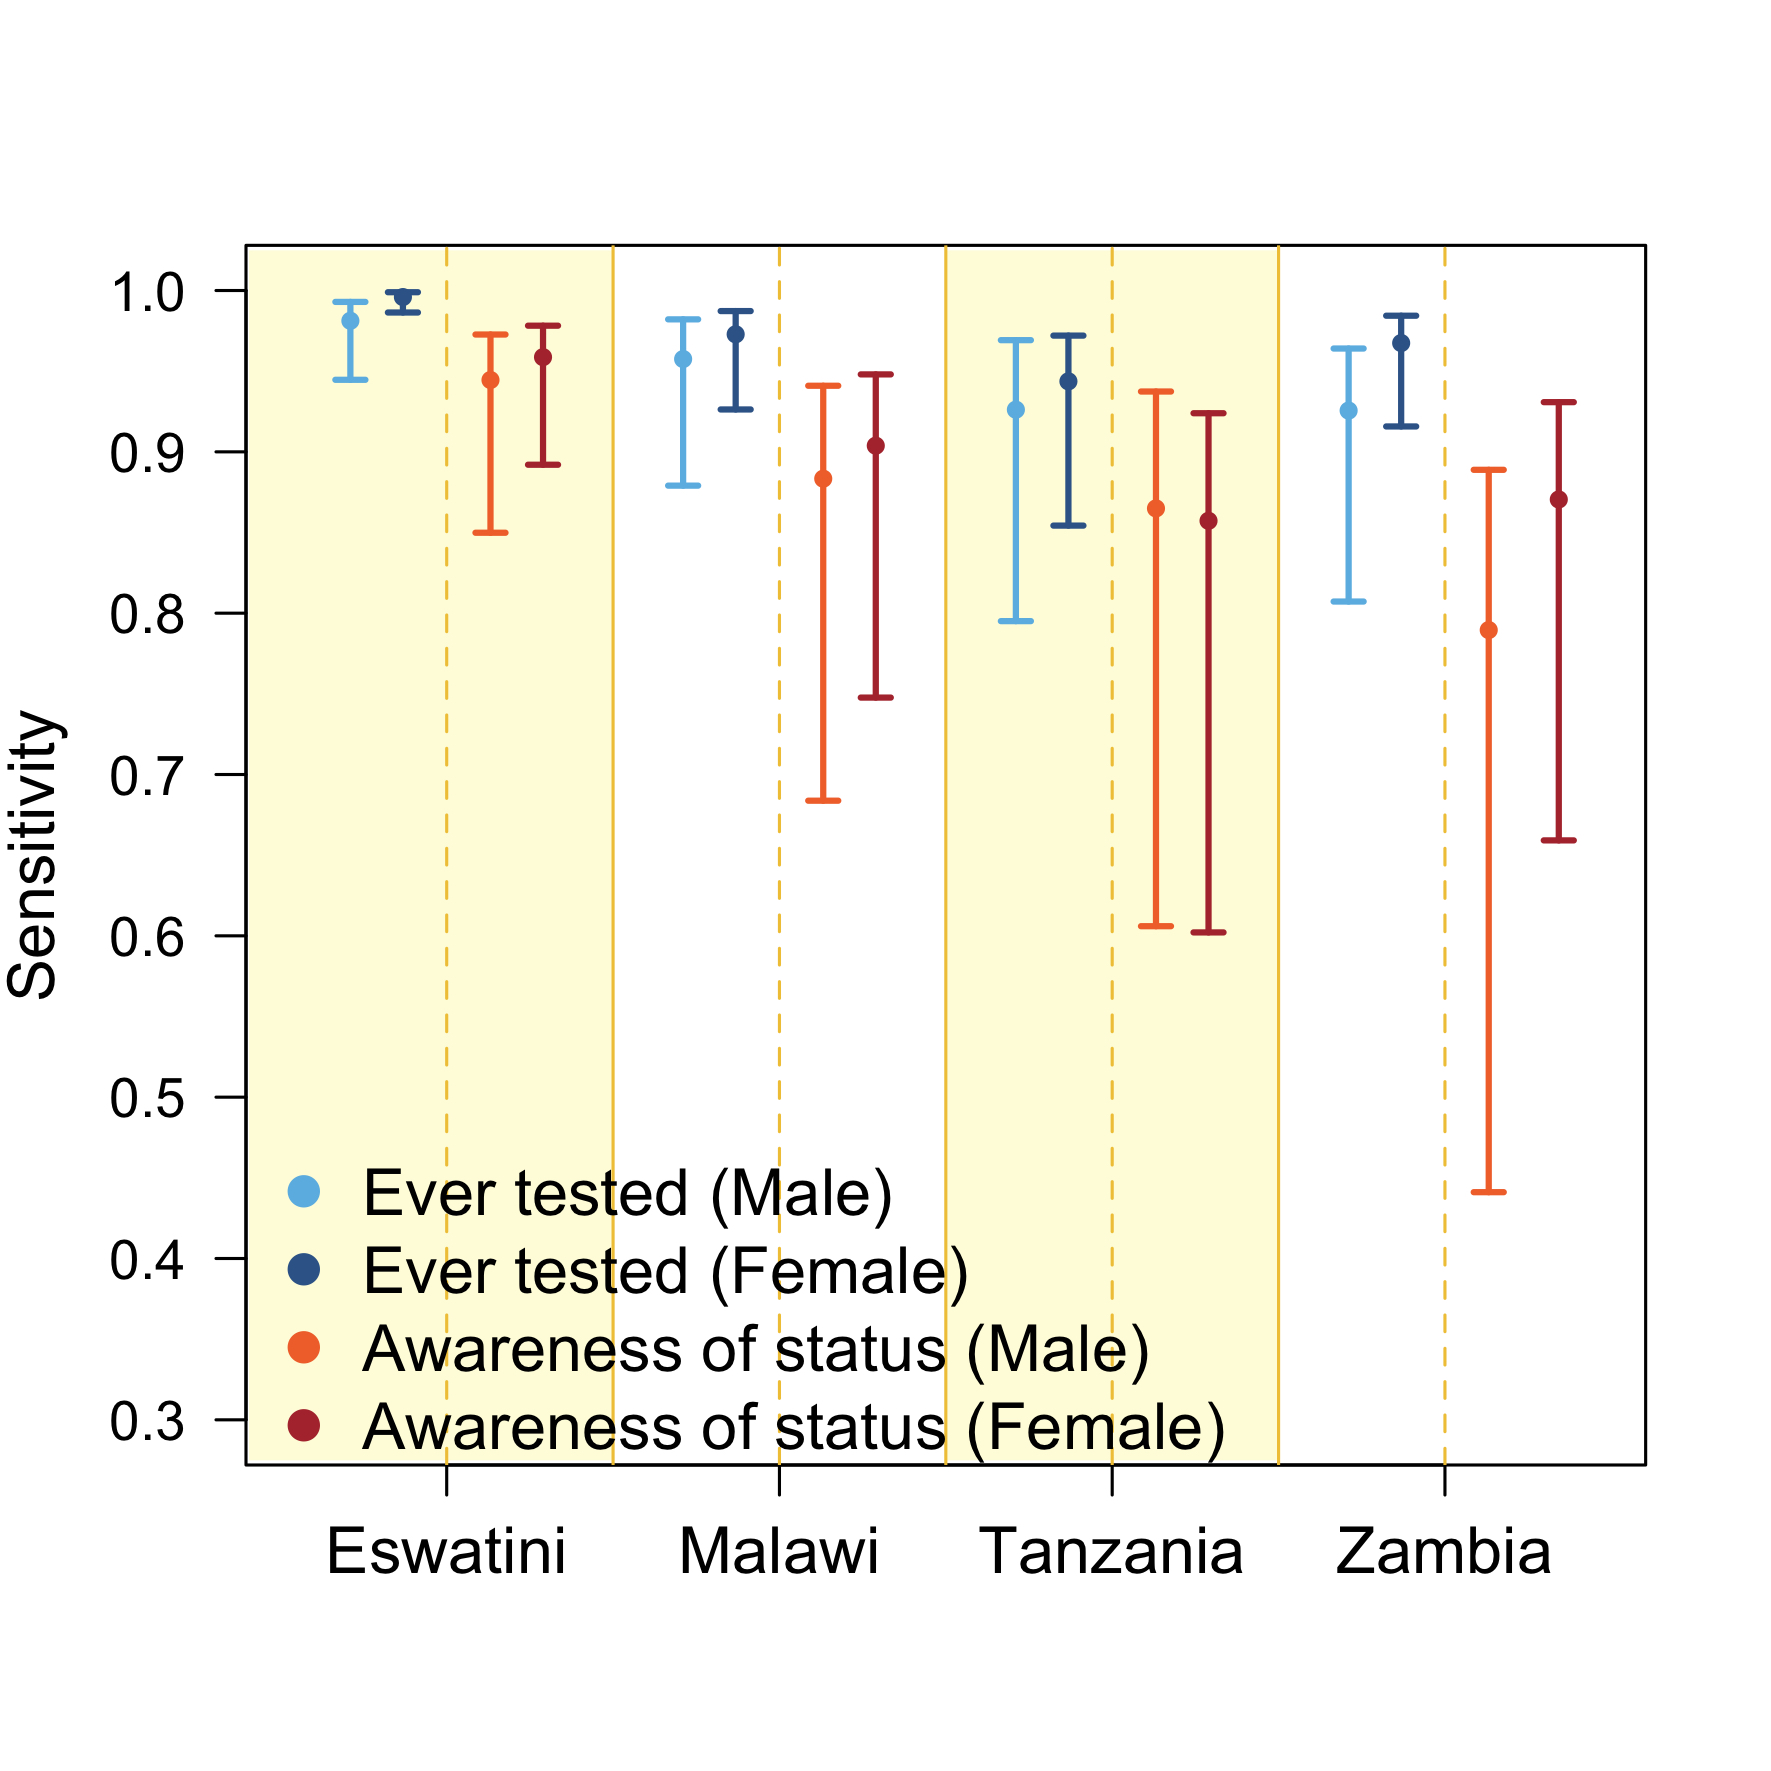 Sensitivity
1.0
0.9
0.8
0.7
0.6
0.5
0.4
0.3
Ever tested (Male)
Ever tested (Female)
Awareness of status (Male)
Awareness of status (Female)
Eswatini Malawi Tanzania Zambia